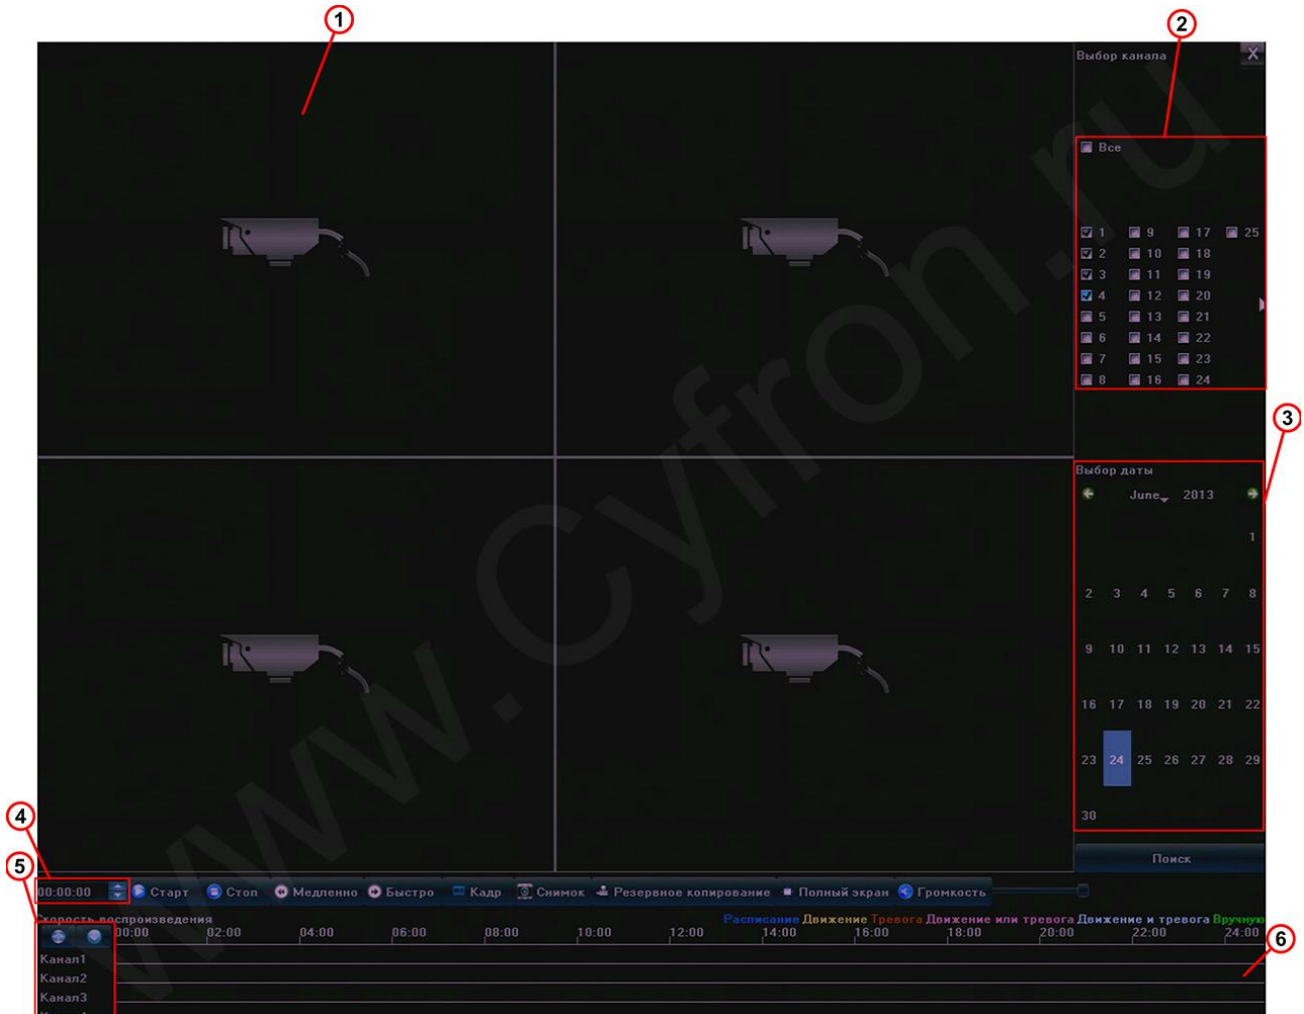 1
2
Выбор канала
X
Все
1 9 17 25
2 10 18
3 11 19
4 12 20
5 13 21
6 14 22
7 15 23
8 16 24
3
Выбор даты
June 2013
1
2 3 4 5 6 7 8
9 10 11 12 13 14 15
16 17 18 19 20 21 22
23 24 25 26 27 28 29
30
Поиск
4
5
00:00:00 Старт Стоп Медленно Быстро Кадр Снимок Резервное копирование Полный экран Громкость
Скорость воспроизведения
Расписание Движение Тревога Движение или тревога Движение и тревога Вручную
00:00 02:00 04:00 06:00 08:00 10:00 12:00 14:00 16:00 18:00 20:00 22:00 24:00
6
Канал1
Канал2
Канал3
www.Cyfron.ru